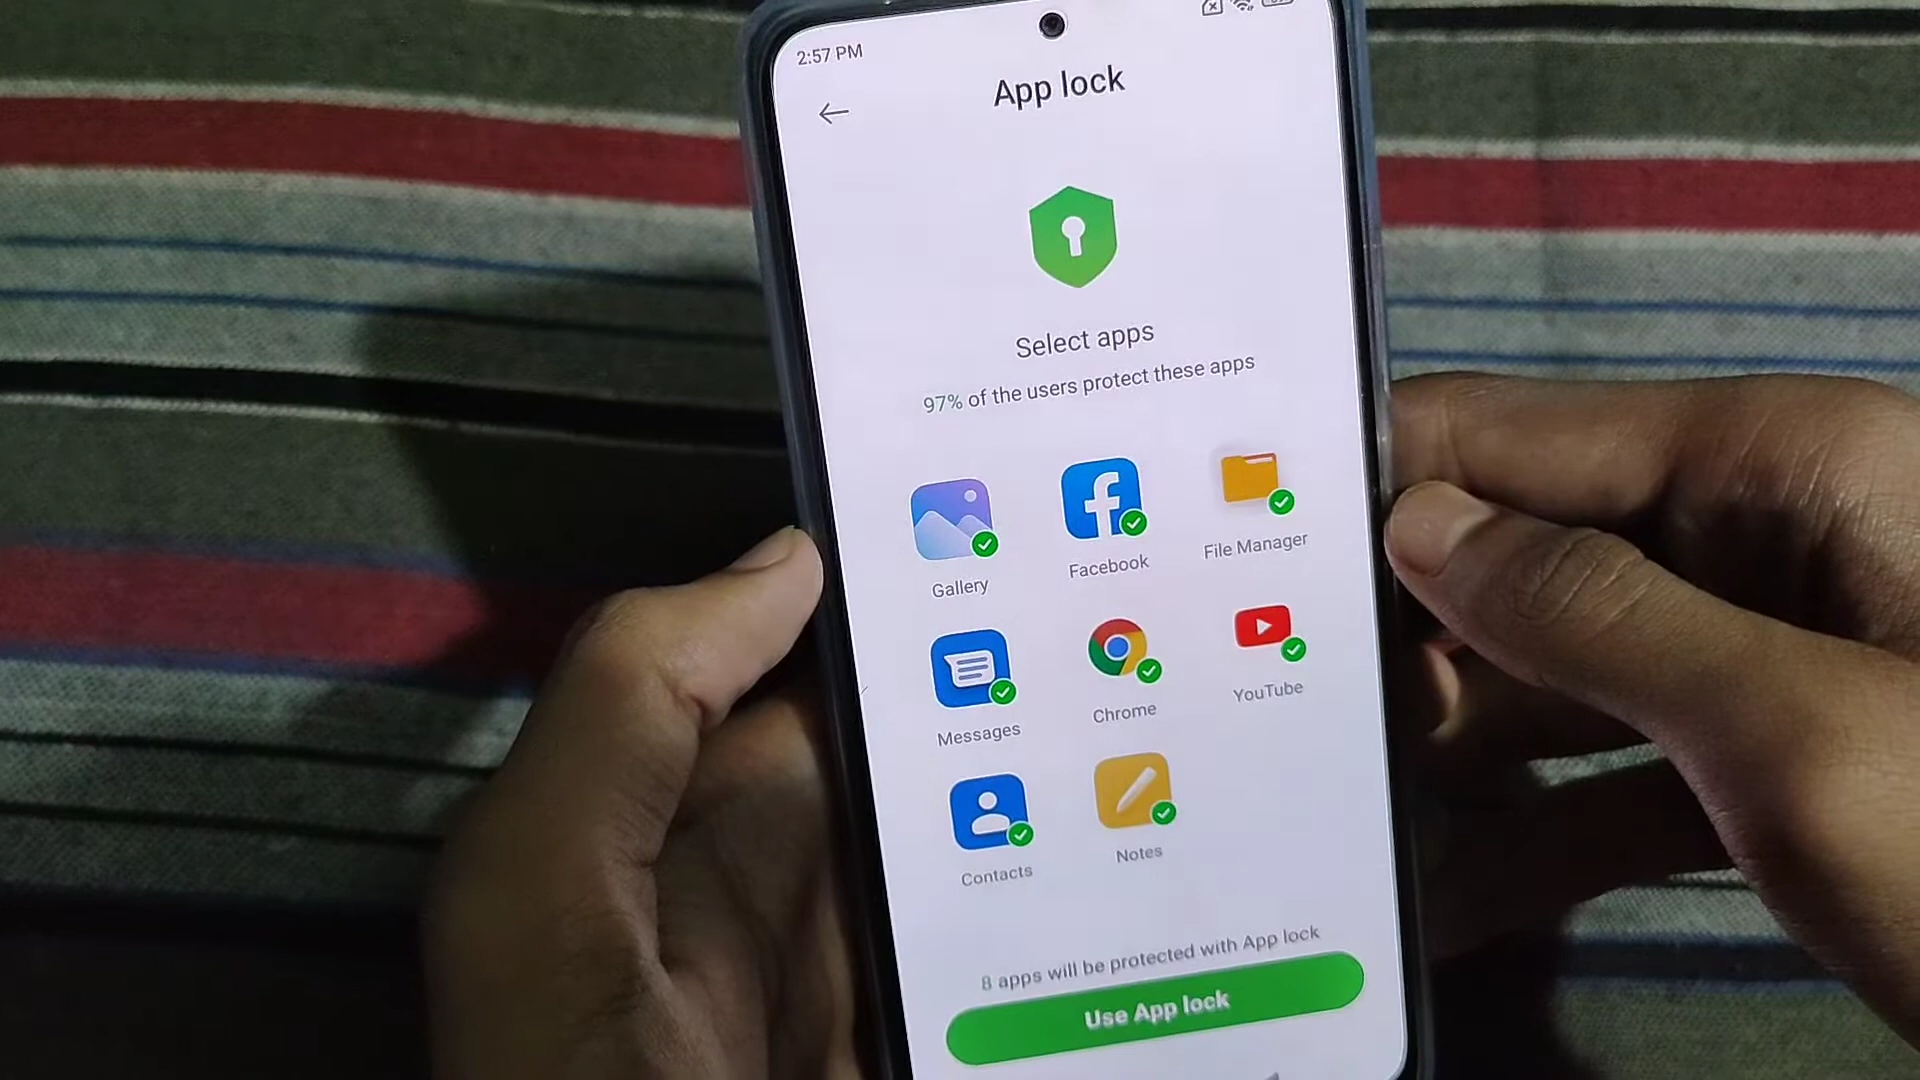 2:57 PM
App lock
Select apps
97% of the users protect these apps
Gallery
Facebook
File Manager
Messages
Chrome
YouTube
Contacts
Notes
8 apps will be protected with App lock
Use App lock